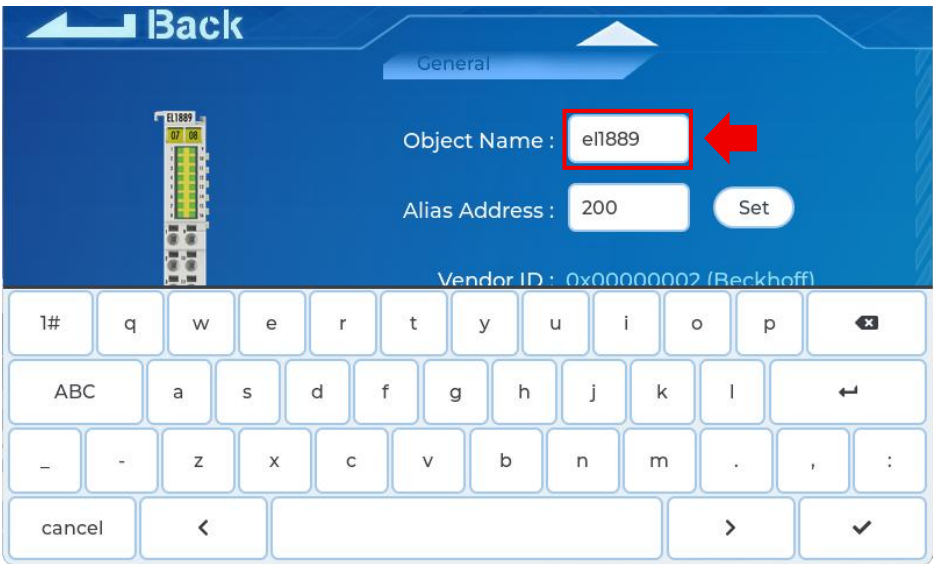 Back
General
EL1889
07 08
Object Name : el1889
Alias Address : 200 Set
Vendor ID : 0x00000002 (Beckhoff)
1# q w e r t y u i o p
ABC a s d f g h j k l
_ - z x c v b n m . , :
cancel